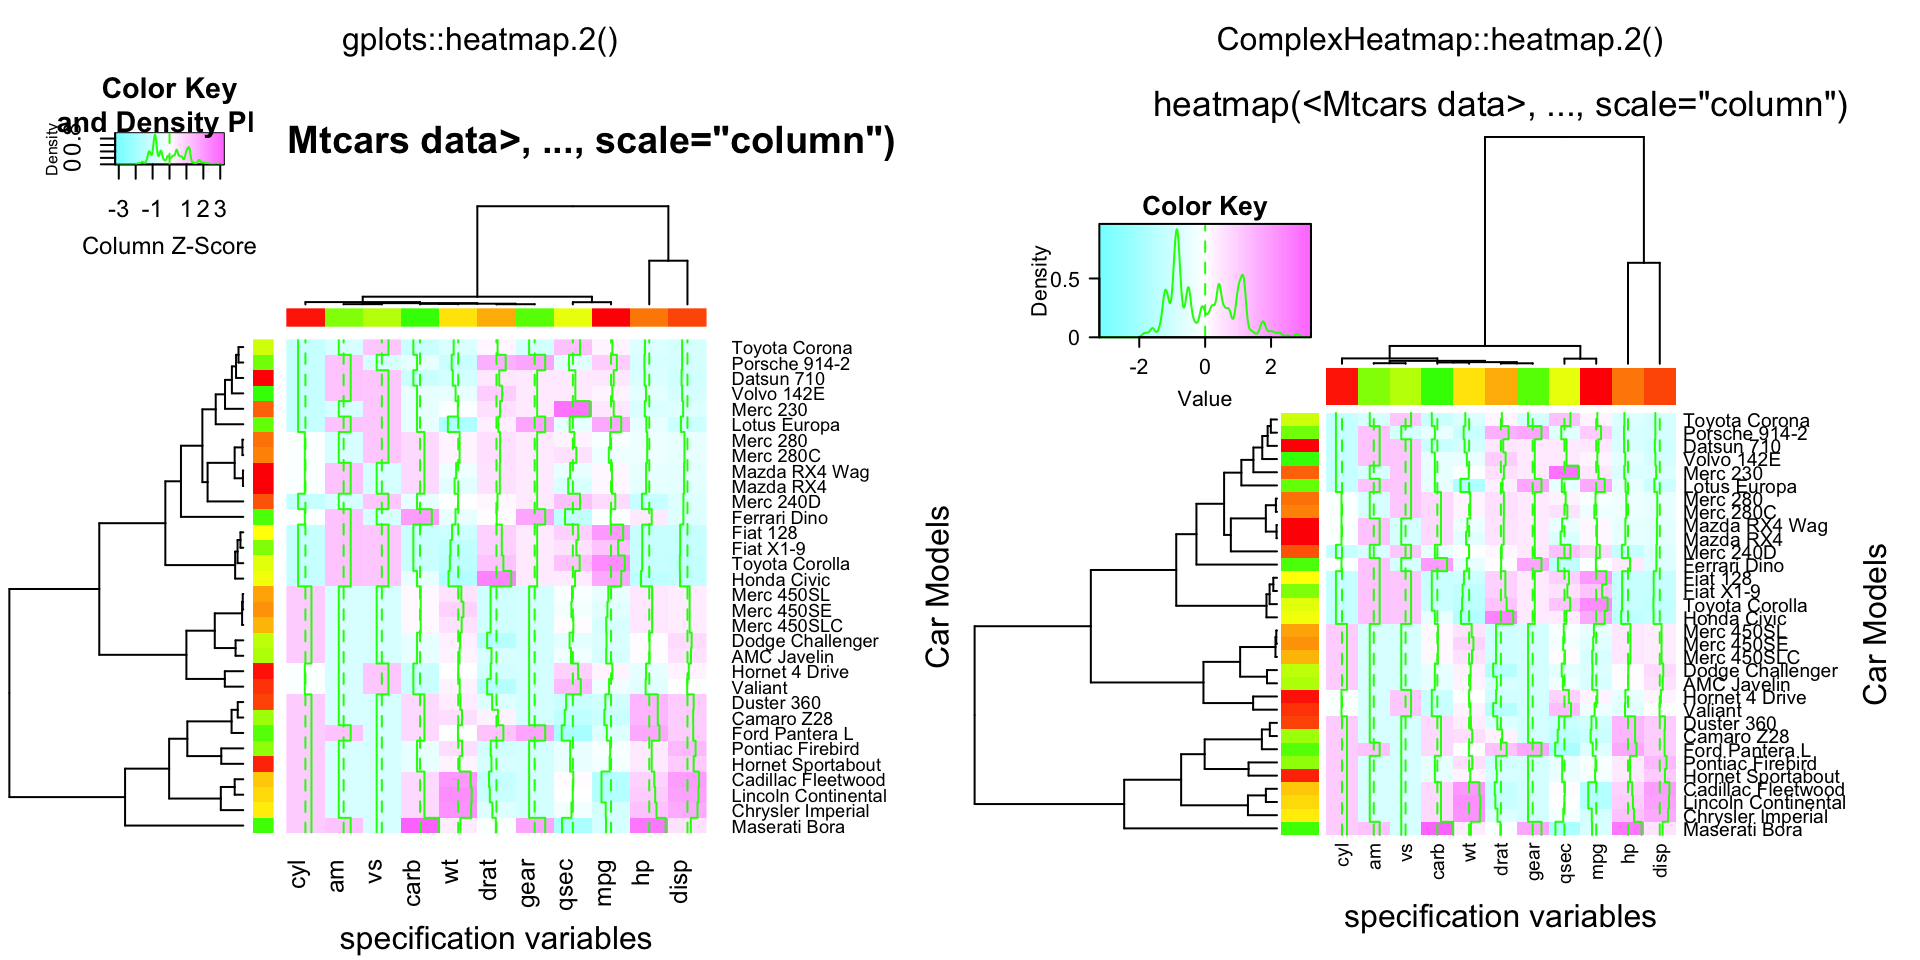 gplots::heatmap.2()
Color Key
and Density Pl
Density
0 0.8
-3 -1 1 2 3
Column Z-Score
Mtcars data>, ..., scale="column")
Toyota Corona
Porsche 914-2
Datsun 710
Volvo 142E
Merc 230
Lotus Europa
Merc 280
Merc 280C
Mazda RX4 Wag
Mazda RX4
Merc 240D
Ferrari Dino
Fiat 128
Fiat X1-9
Toyota Corolla
Honda Civic
Merc 450SL
Merc 450SE
Merc 450SLC
Dodge Challenger
AMC Javelin
Hornet 4 Drive
Valiant
Duster 360
Camaro Z28
Ford Pantera L
Pontiac Firebird
Hornet Sportabout
Cadillac Fleetwood
Lincoln Continental
Chrysler Imperial
Maserati Bora
Car Models
cyl am vs carb wt drat gear qsec mpg hp disp
specification variables
ComplexHeatmap::heatmap.2()
heatmap(<Mtcars data>, ..., scale="column")
Color Key
Density
0.5
0
-2 0 2
Value
Toyota Corona
Porsche 914-2
Datsun 710
Volvo 142E
Merc 230
Lotus Europa
Merc 280
Merc 280C
Mazda RX4 Wag
Mazda RX4
Merc 240D
Ferrari Dino
Fiat 128
Fiat X1-9
Toyota Corolla
Honda Civic
Merc 450SL
Merc 450SE
Merc 450SLC
Dodge Challenger
AMC Javelin
Hornet 4 Drive
Valiant
Duster 360
Camaro Z28
Ford Pantera L
Pontiac Firebird
Hornet Sportabout
Cadillac Fleetwood
Lincoln Continental
Chrysler Imperial
Maserati Bora
Car Models
cyl am vs carb wt drat gear qsec mpg hp disp
specification variables